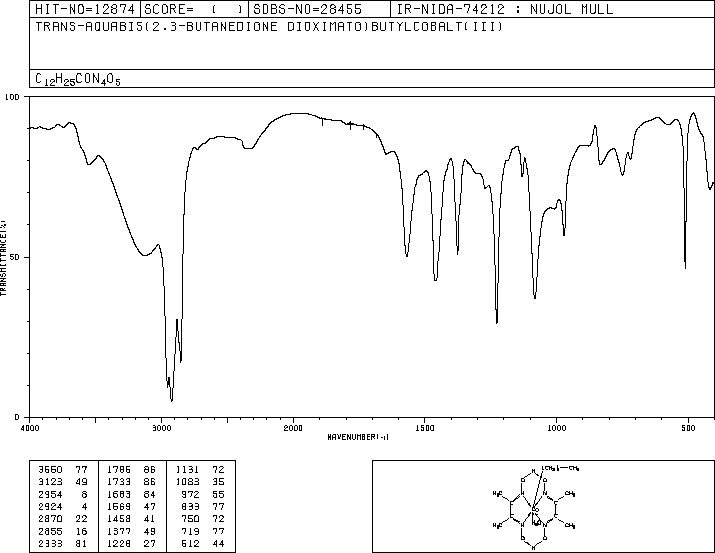 HIT-NO=12874 SCORE= ( ) SDBS-NO=28455 IR-NIDA-74212 : NUJOL MULL
TRANS-AQUABIS(2.3-BUTANEDIONE DIOXIMATO)BUTYLCOBALT(III)
C12H25CON4O5
100
TRANSMITTANCE(%)
50
0
4000 3000 2000 1500 1000 500
WAVENUMBER(-1)
3660 77 1786 86 1131 72
3123 49 1733 86 1083 35
2954 8 1683 84 972 55
2924 4 1569 47 833 77
2870 22 1458 41 750 72
2855 16 1377 49 719 77
2333 81 1228 27 512 44